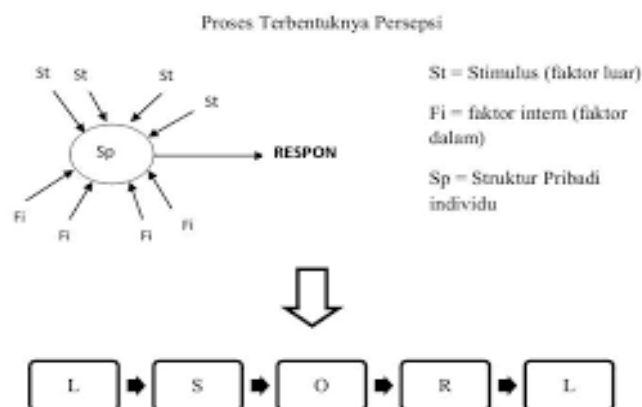 Proses Terbentuknya Persepsi
St
St
St
St
Sp
RESPON
Fi
Fi
Fi
Fi
St = Stimulus (faktor luar)
Fi = faktor intern (faktor
dalam)
Sp = Struktur Pribadi
individu
L
S
O
R
L